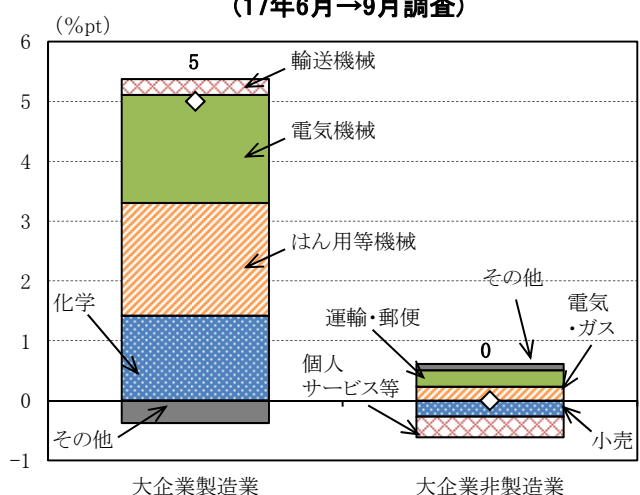 (17年6月→9月調査)
(%pt)
6
5
4
3
2
1
0
-1
5
輸送機械
電気機械
はん用等機械
化学
その他
その他
電気
・ガス
運輸・郵便
0
個人
サービス等
小売
大企業製造業
大企業非製造業